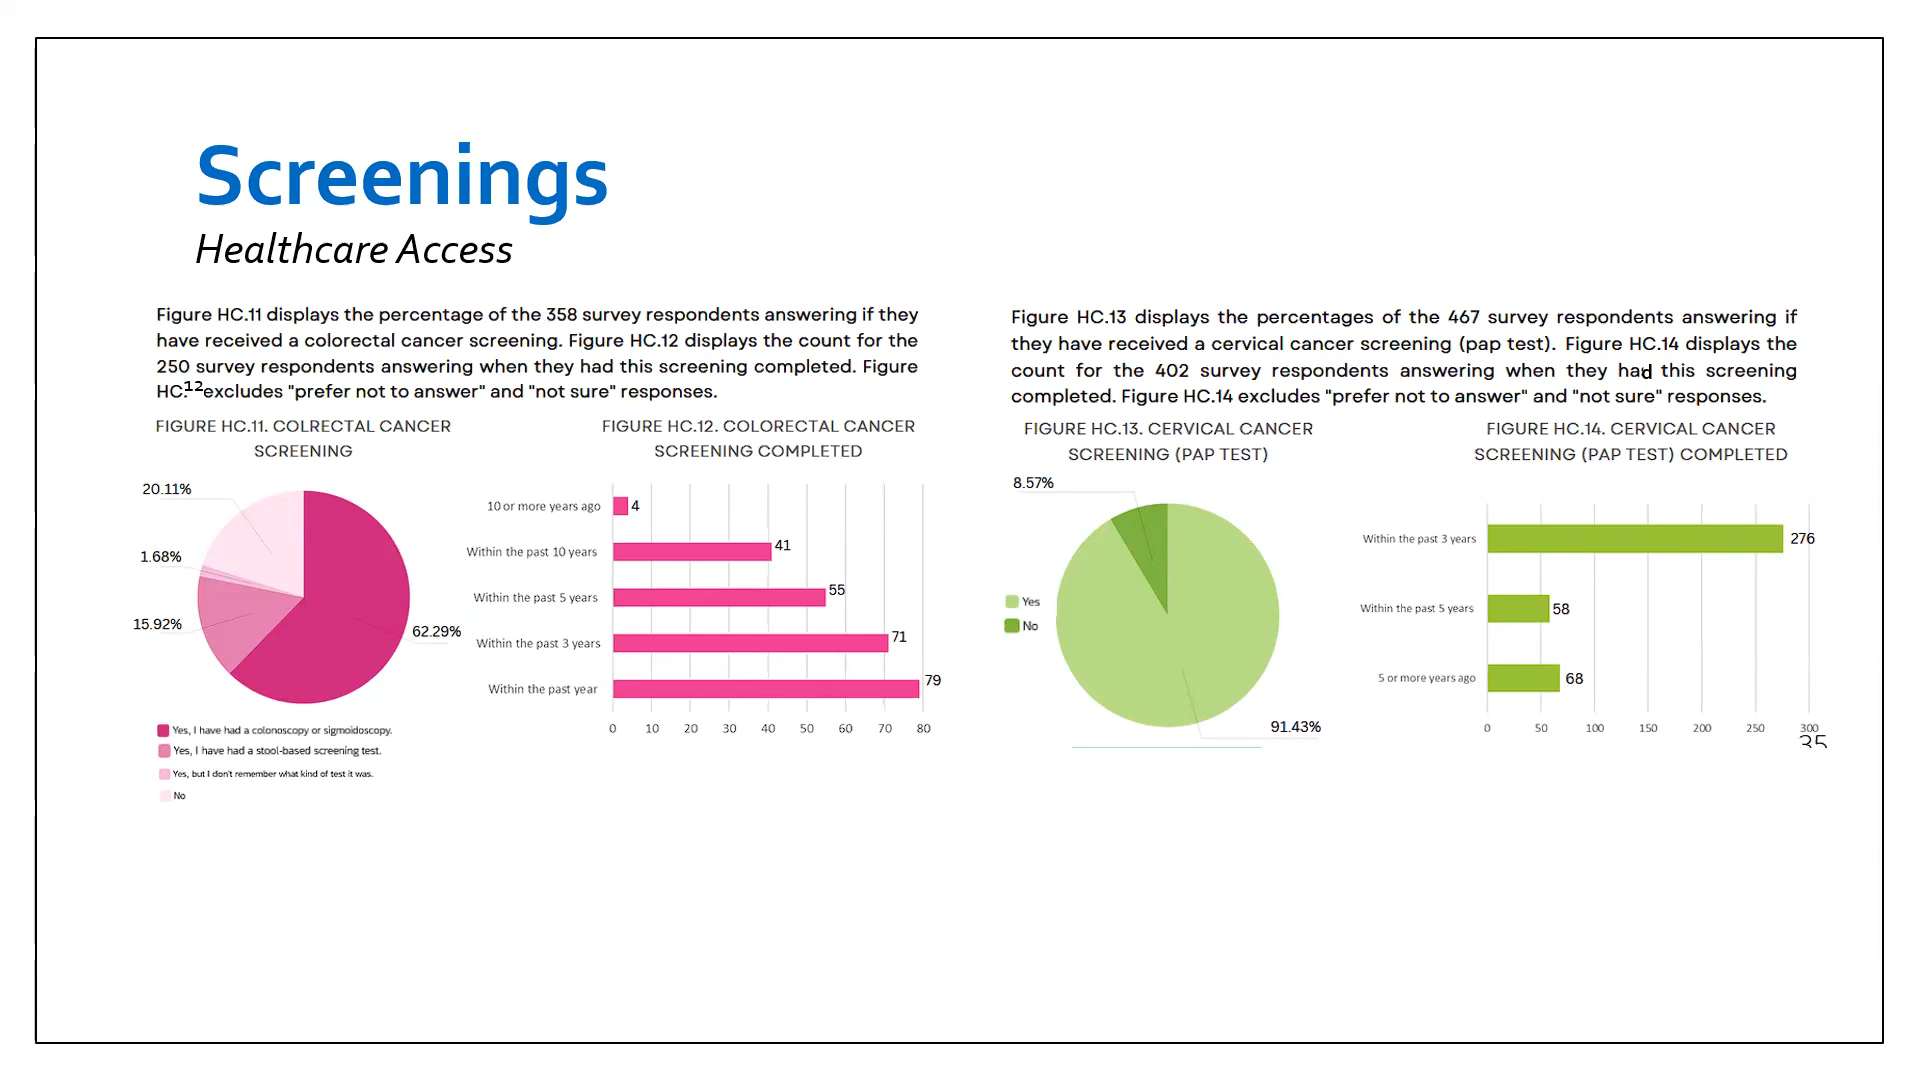 Screenings
Healthcare Access
Figure HC.11 displays the percentage of the 358 survey respondents answering if they
have received a colorectal cancer screening. Figure HC.12 displays the count for the
250 survey respondents answering when they had this screening completed. Figure
HC.12 excludes "prefer not to answer" and "not sure" responses.
FIGURE HC.11. COLRECTAL CANCER
SCREENING
20.11%
1.68%
15.92%
62.29%
Yes, I have had a colonoscopy or sigmoidoscopy.
Yes, I have had a stool-based screening test.
Yes, but I don't remember what kind of test it was.
No
FIGURE HC.12. COLORECTAL CANCER
SCREENING COMPLETED
10 or more years ago 4
Within the past 10 years 41
Within the past 5 years 55
Within the past 3 years 71
Within the past year 79
0 10 20 30 40 50 60 70 80
Figure HC.13 displays the percentages of the 467 survey respondents answering if
they have received a cervical cancer screening (pap test). Figure HC.14 displays the
count for the 402 survey respondents answering when they had this screening
completed. Figure HC.14 excludes "prefer not to answer" and "not sure" responses.
FIGURE HC.13. CERVICAL CANCER
SCREENING (PAP TEST)
8.57%
Yes
No
91.43%
FIGURE HC.14. CERVICAL CANCER
SCREENING (PAP TEST) COMPLETED
Within the past 3 years 276
Within the past 5 years 58
5 or more years ago 68
0 50 100 150 200 250 300
35